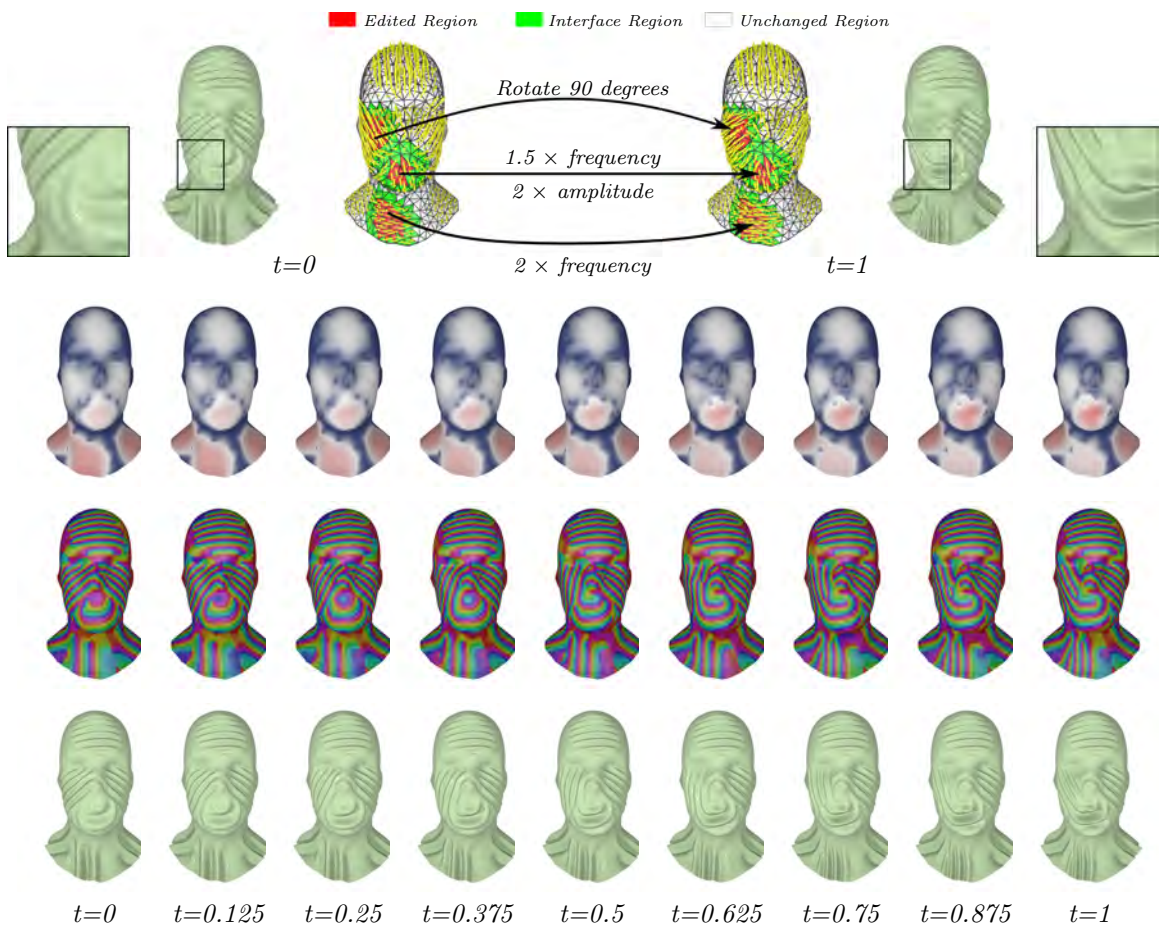 Edited Region Interface Region Unchanged Region
Rotate 90 degrees
1.5 × frequency
2 × amplitude
2 × frequency
t=0 t=1
t=0 t=0.125 t=0.25 t=0.375 t=0.5 t=0.625 t=0.75 t=0.875 t=1